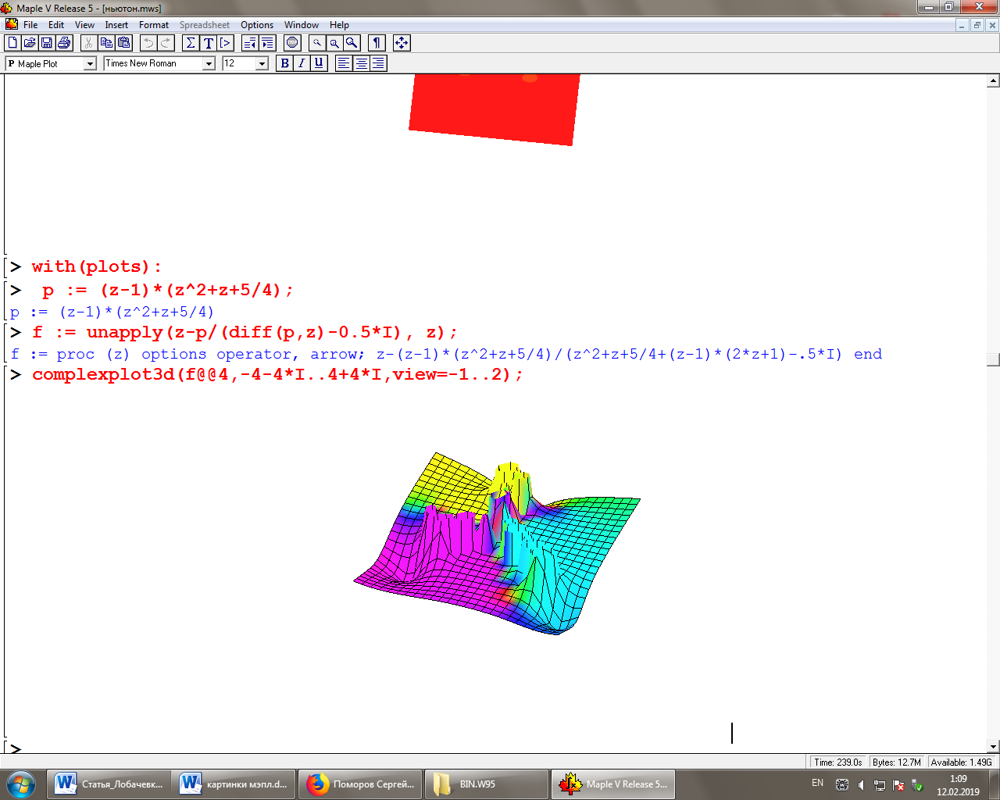 Maple V Release 5 - [ньютон.mws]
File Edit View Insert Format Spreadsheet Options Window Help
P Maple Plot Times New Roman 12 B I U
> with(plots):
> p := (z-1)*(z^2+z+5/4);
p := (z-1)*(z^2+z+5/4)
> f := unapply(z-p/(diff(p,z)-0.5*I), z);
f := proc (z) options operator, arrow; z-(z-1)*(z^2+z+5/4)/(z^2+z+5/4+(z-1)*(2*z+1)-.5*I) end
> complexplot3d(f@@4,-4-4*I..4+4*I,view=-1..2);
>
Time: 239.0s Bytes: 12.7M Available: 1.49G
Статья_Лобачевк... картинки мэпл.d... Поморов Сергей... BIN.W95 Maple V Release 5... EN 1:09
12.02.2019